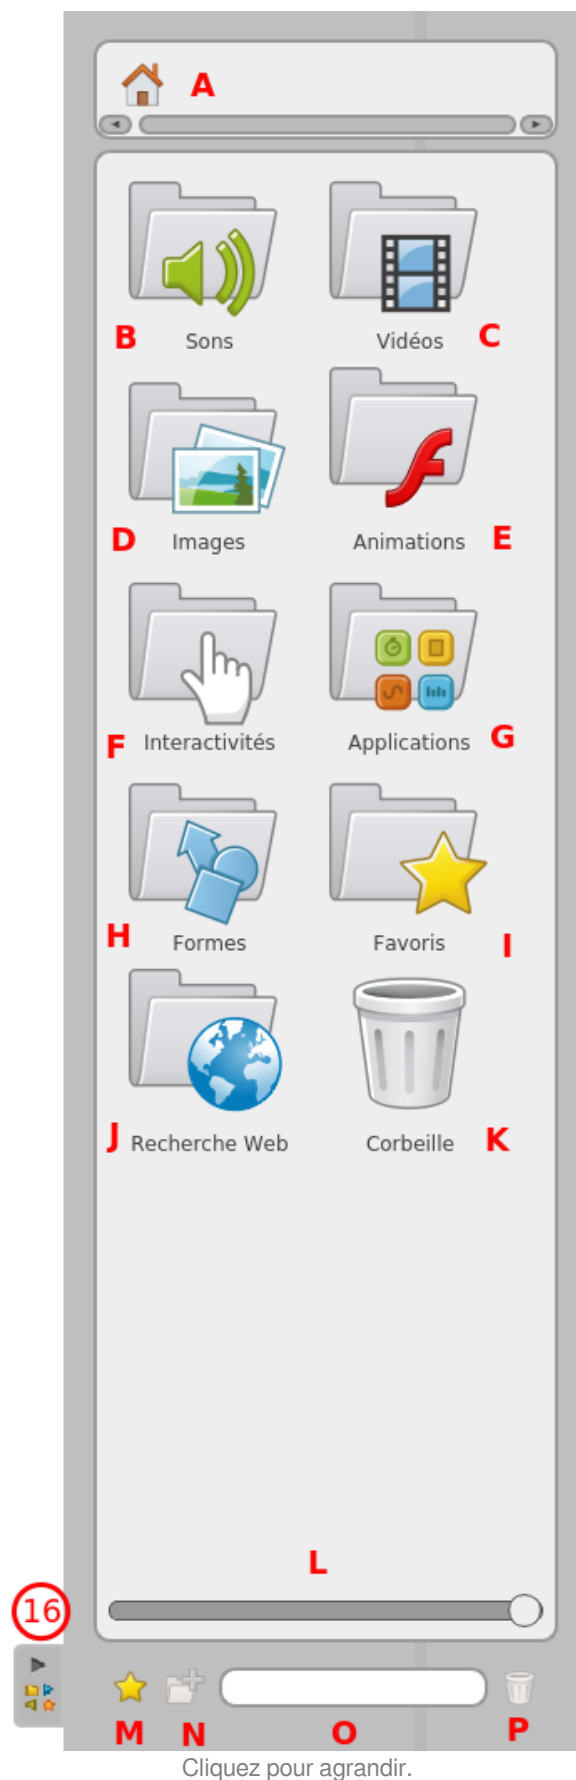 A
B Sons Vidéos C
D Images Animations E
F Interactivités Applications G
H Formes Favoris I
J Recherche Web Corbeille K
L
16
M N O P
Cliquez pour agrandir.